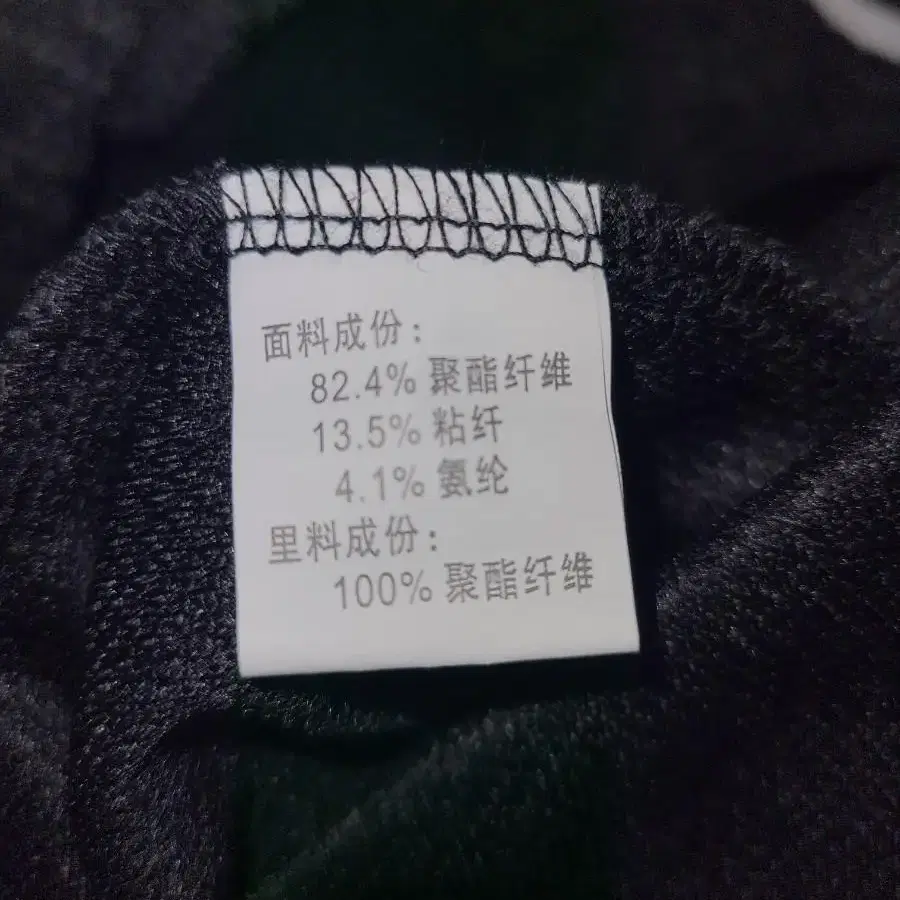 面料成份：
82.4% 聚酯纤维
13.5% 粘纤
4.1% 氨纶
里料成份：
100% 聚酯纤维